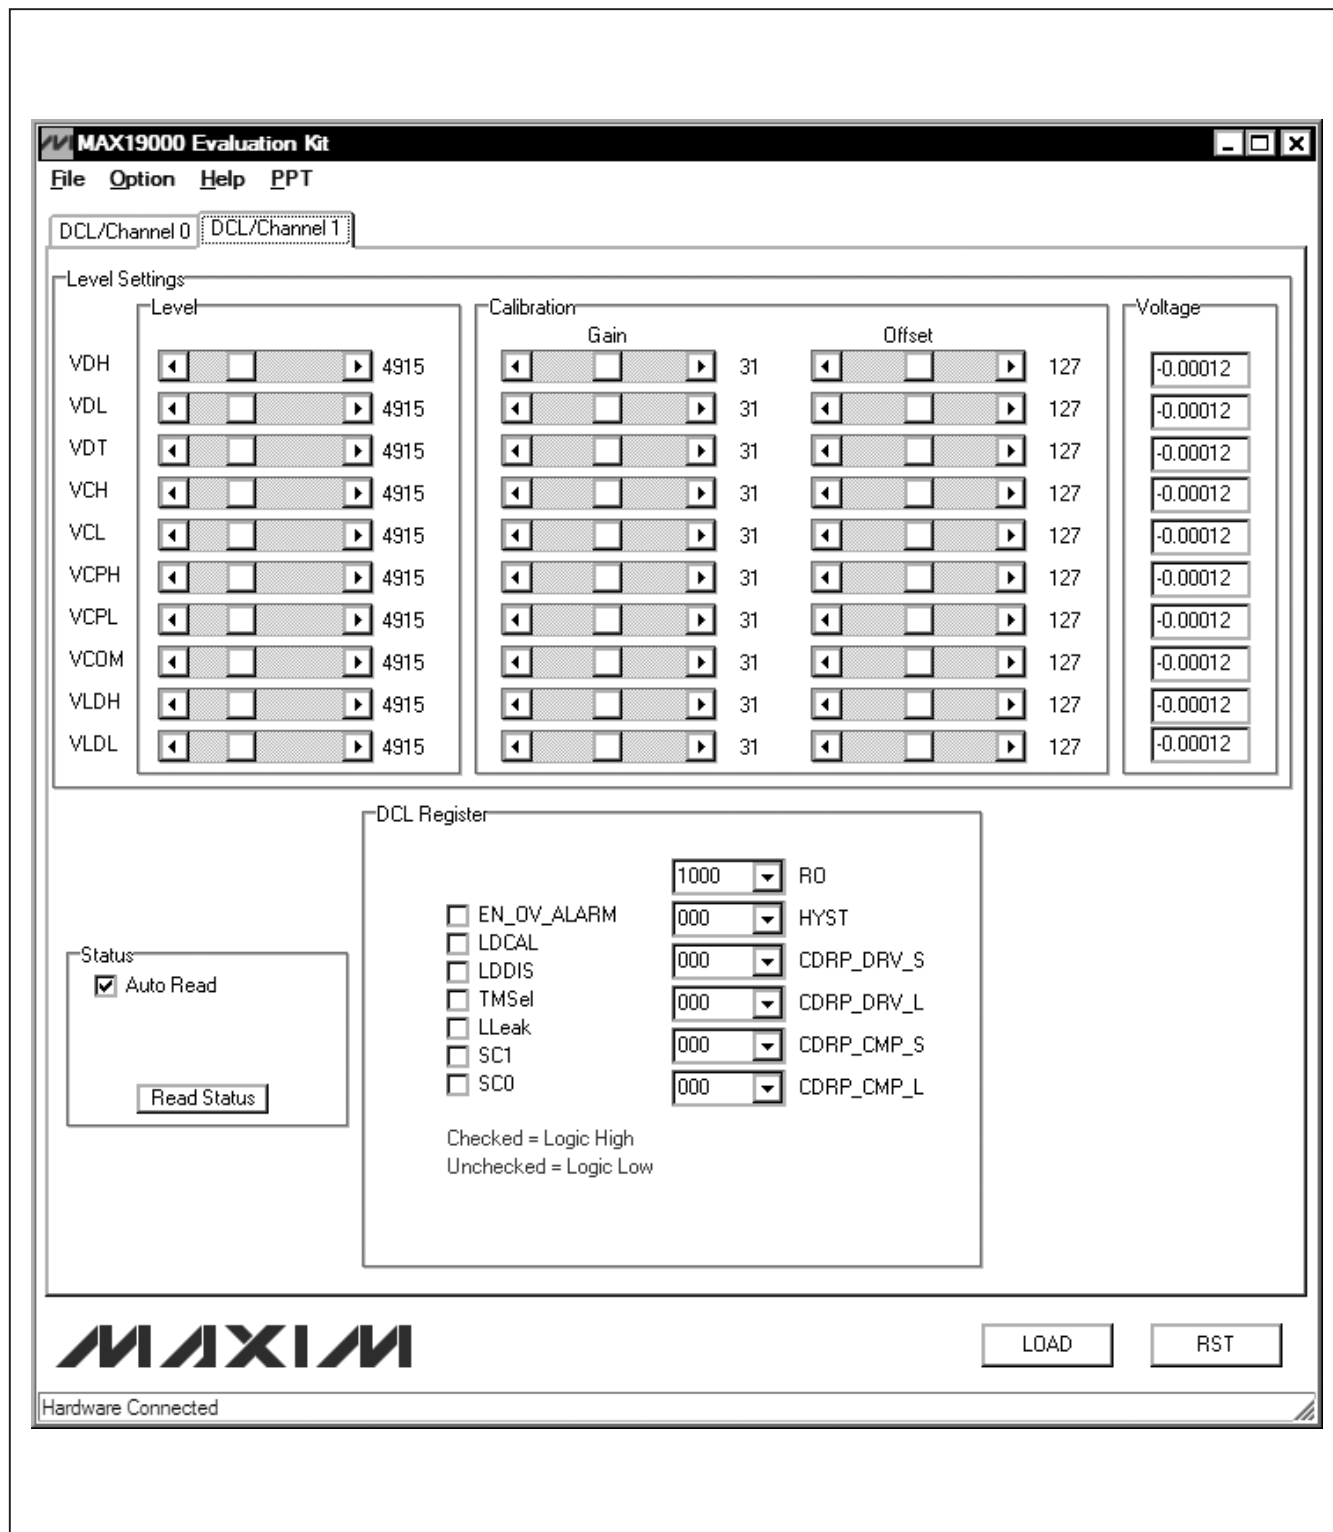 MAX19000 Evaluation Kit
File Option Help PPT
DCL/Channel 0 DCL/Channel 1
Level Settings
Level Calibration Voltage
Gain Offset
VDH 4915 31 127 -0.00012
VDL 4915 31 127 -0.00012
VDT 4915 31 127 -0.00012
VCH 4915 31 127 -0.00012
VCL 4915 31 127 -0.00012
VCPH 4915 31 127 -0.00012
VCPL 4915 31 127 -0.00012
VCOM 4915 31 127 -0.00012
VLDH 4915 31 127 -0.00012
VLDL 4915 31 127 -0.00012
DCL Register
1000 RO
EN_OV_ALARM 000 HYST
LDCAL
LDDIS 000 CDRP_DRV_S
TMSel 000 CDRP_DRV_L
LLeak
SC1 000 CDRP_CMP_S
SC0 000 CDRP_CMP_L
Checked = Logic High
Unchecked = Logic Low
Status
Auto Read
Read Status
MAXIM
LOAD RST
Hardware Connected